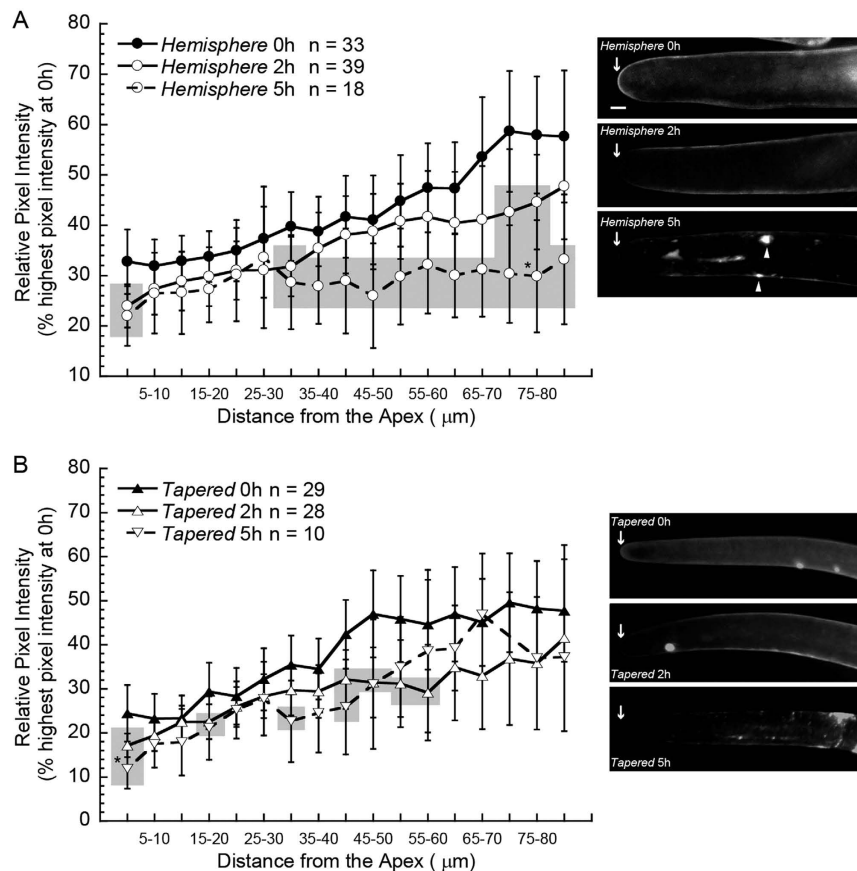 A
Hemisphere 0h n = 33
Hemisphere 2h n = 39
Hemisphere 5h n = 18
Relative Pixel Intensity
(% highest pixel intensity at 0h)
80
70
60
50
40
30
20
10
*
5-10 15-20 25-30 35-40 45-50 55-60 65-70 75-80
Distance from the Apex ( μm)
Hemisphere 0h
Hemisphere 2h
Hemisphere 5h
B
Tapered 0h n = 29
Tapered 2h n = 28
Tapered 5h n = 10
Relative Pixel Intensity
(% highest pixel intensity at 0h)
80
70
60
50
40
30
20
10
0
*
5-10 15-20 25-30 35-40 45-50 55-60 65-70 75-80
Distance from the Apex ( μm)
Tapered 0h
Tapered 2h
Tapered 5h